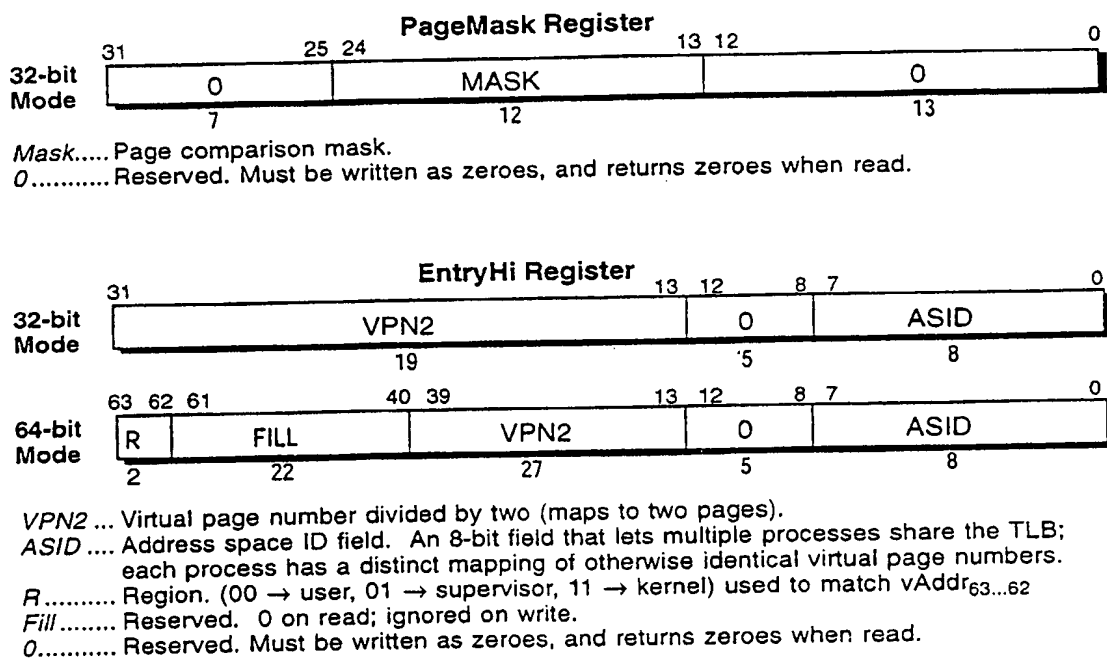 PageMask Register
31 25 24 13 12 0
32-bit Mode 0 MASK 0
7 12 13
Mask..... Page comparison mask.
0........... Reserved. Must be written as zeroes, and returns zeroes when read.
EntryHi Register
31 13 12 8 7 0
32-bit Mode VPN2 0 ASID
19 5 8
63 62 61 40 39 13 12 8 7 0
64-bit Mode R FILL VPN2 0 ASID
2 22 27 5 8
VPN2 ... Virtual page number divided by two (maps to two pages).
ASID .... Address space ID field. An 8-bit field that lets multiple processes share the TLB;
each process has a distinct mapping of otherwise identical virtual page numbers.
R.......... Region. (00 → user, 01 → supervisor, 11 → kernel) used to match vAddr63...62
Fill ........ Reserved. 0 on read; ignored on write.
0........... Reserved. Must be written as zeroes, and returns zeroes when read.